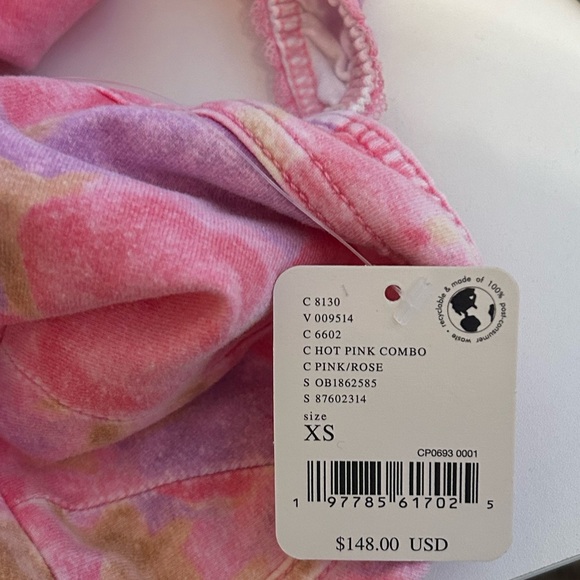 C 8130
V 009514
C 6602
C HOT PINK COMBO
C PINK/ROSE
S OB1862585
S 87602314
size
XS
recyclable & made of 100% post-consumer waste •
CP0693 0001
1 97785 61702 5
$148.00 USD